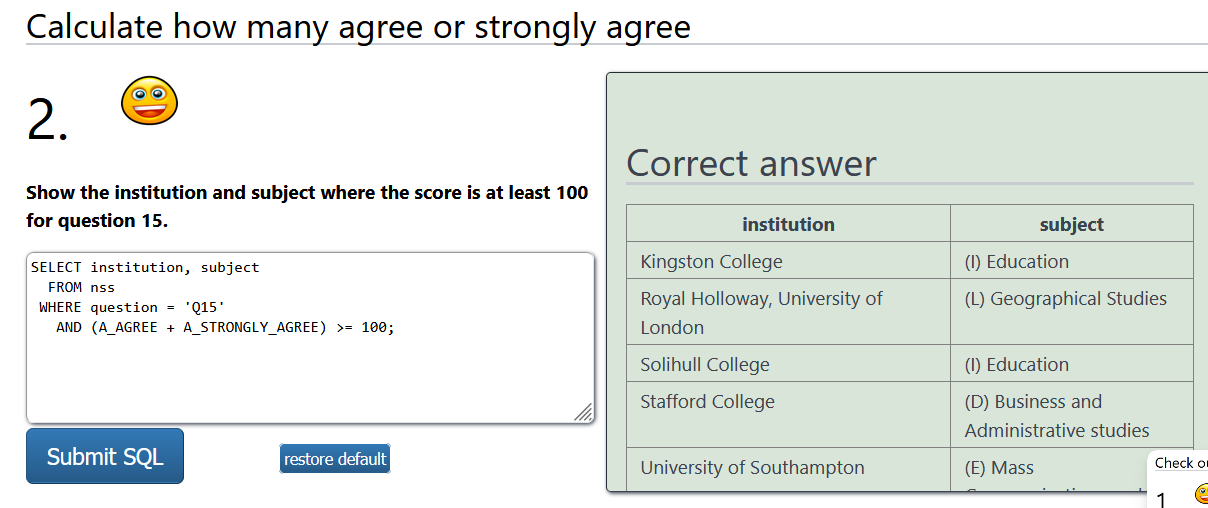 Calculate how many agree or strongly agree
2.
Show the institution and subject where the score is at least 100
for question 15.
SELECT institution, subject
FROM nss
WHERE question = 'Q15'
AND (A_AGREE + A_STRONGLY_AGREE) >= 100;
Submit SQL
restore default
Correct answer
institution subject
Kingston College (I) Education
Royal Holloway, University of (L) Geographical Studies
London
Solihull College (I) Education
Stafford College (D) Business and
Administrative studies
University of Southampton (E) Mass
Check
1